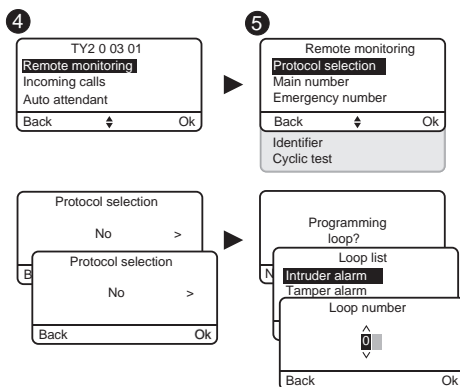 4
TY2 0 03 01
Remote monitoring
Incoming calls
Auto attendant
Back Ok
5
Remote monitoring
Protocol selection
Main number
Emergency number
Back Ok
Identifier
Cyclic test
Protocol selection
No >
B
Protocol selection
No >
Back Ok
Programming
loop?
N
Loop list
Intruder alarm
Tamper alarm
Loop number
0
Back Ok